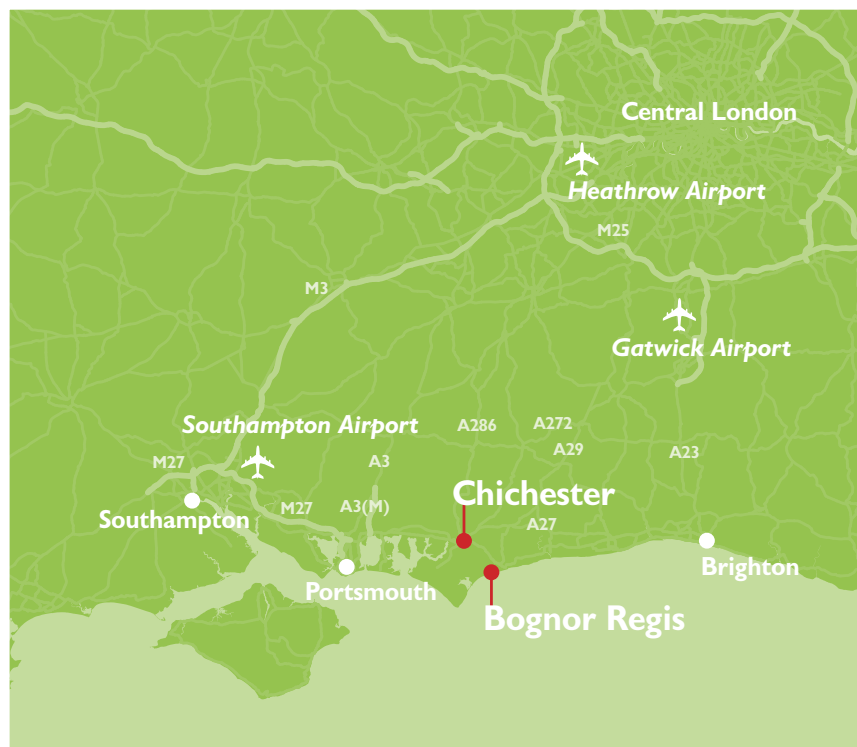 Central London
Heathrow Airport
M25
M3
Gatwick Airport
Southampton Airport
A286
A272
A29
A23
M27
A3
Chichester
M27
A3(M)
Southampton
A27
Brighton
Portsmouth
Bognor Regis